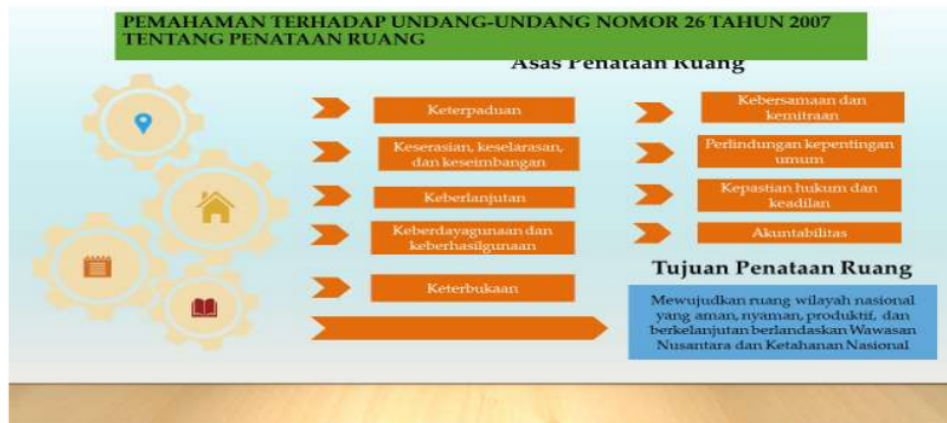 PEMAHAMAN TERHADAP UNDANG-UNDANG NOMOR 26 TAHUN 2007
TENTANG PENATAAN RUANG
Asas Penataan Ruang
Keterpaduan
Keserasian, keselarasan,
dan keseimbangan
Keberlanjutan
Keberdayagunaan dan
keberhasilgunaan
Keterbukaan
Kebersamaan dan
kemitraan
Perlindungan kepentingan
umum
Kepastian hukum dan
keadilan
Akuntabilitas
Tujuan Penataan Ruang
Mewujudkan ruang wilayah nasional
yang aman, nyaman, produktif, dan
berkelanjutan berlandaskan Wawasan
Nusantara dan Ketahanan Nasional